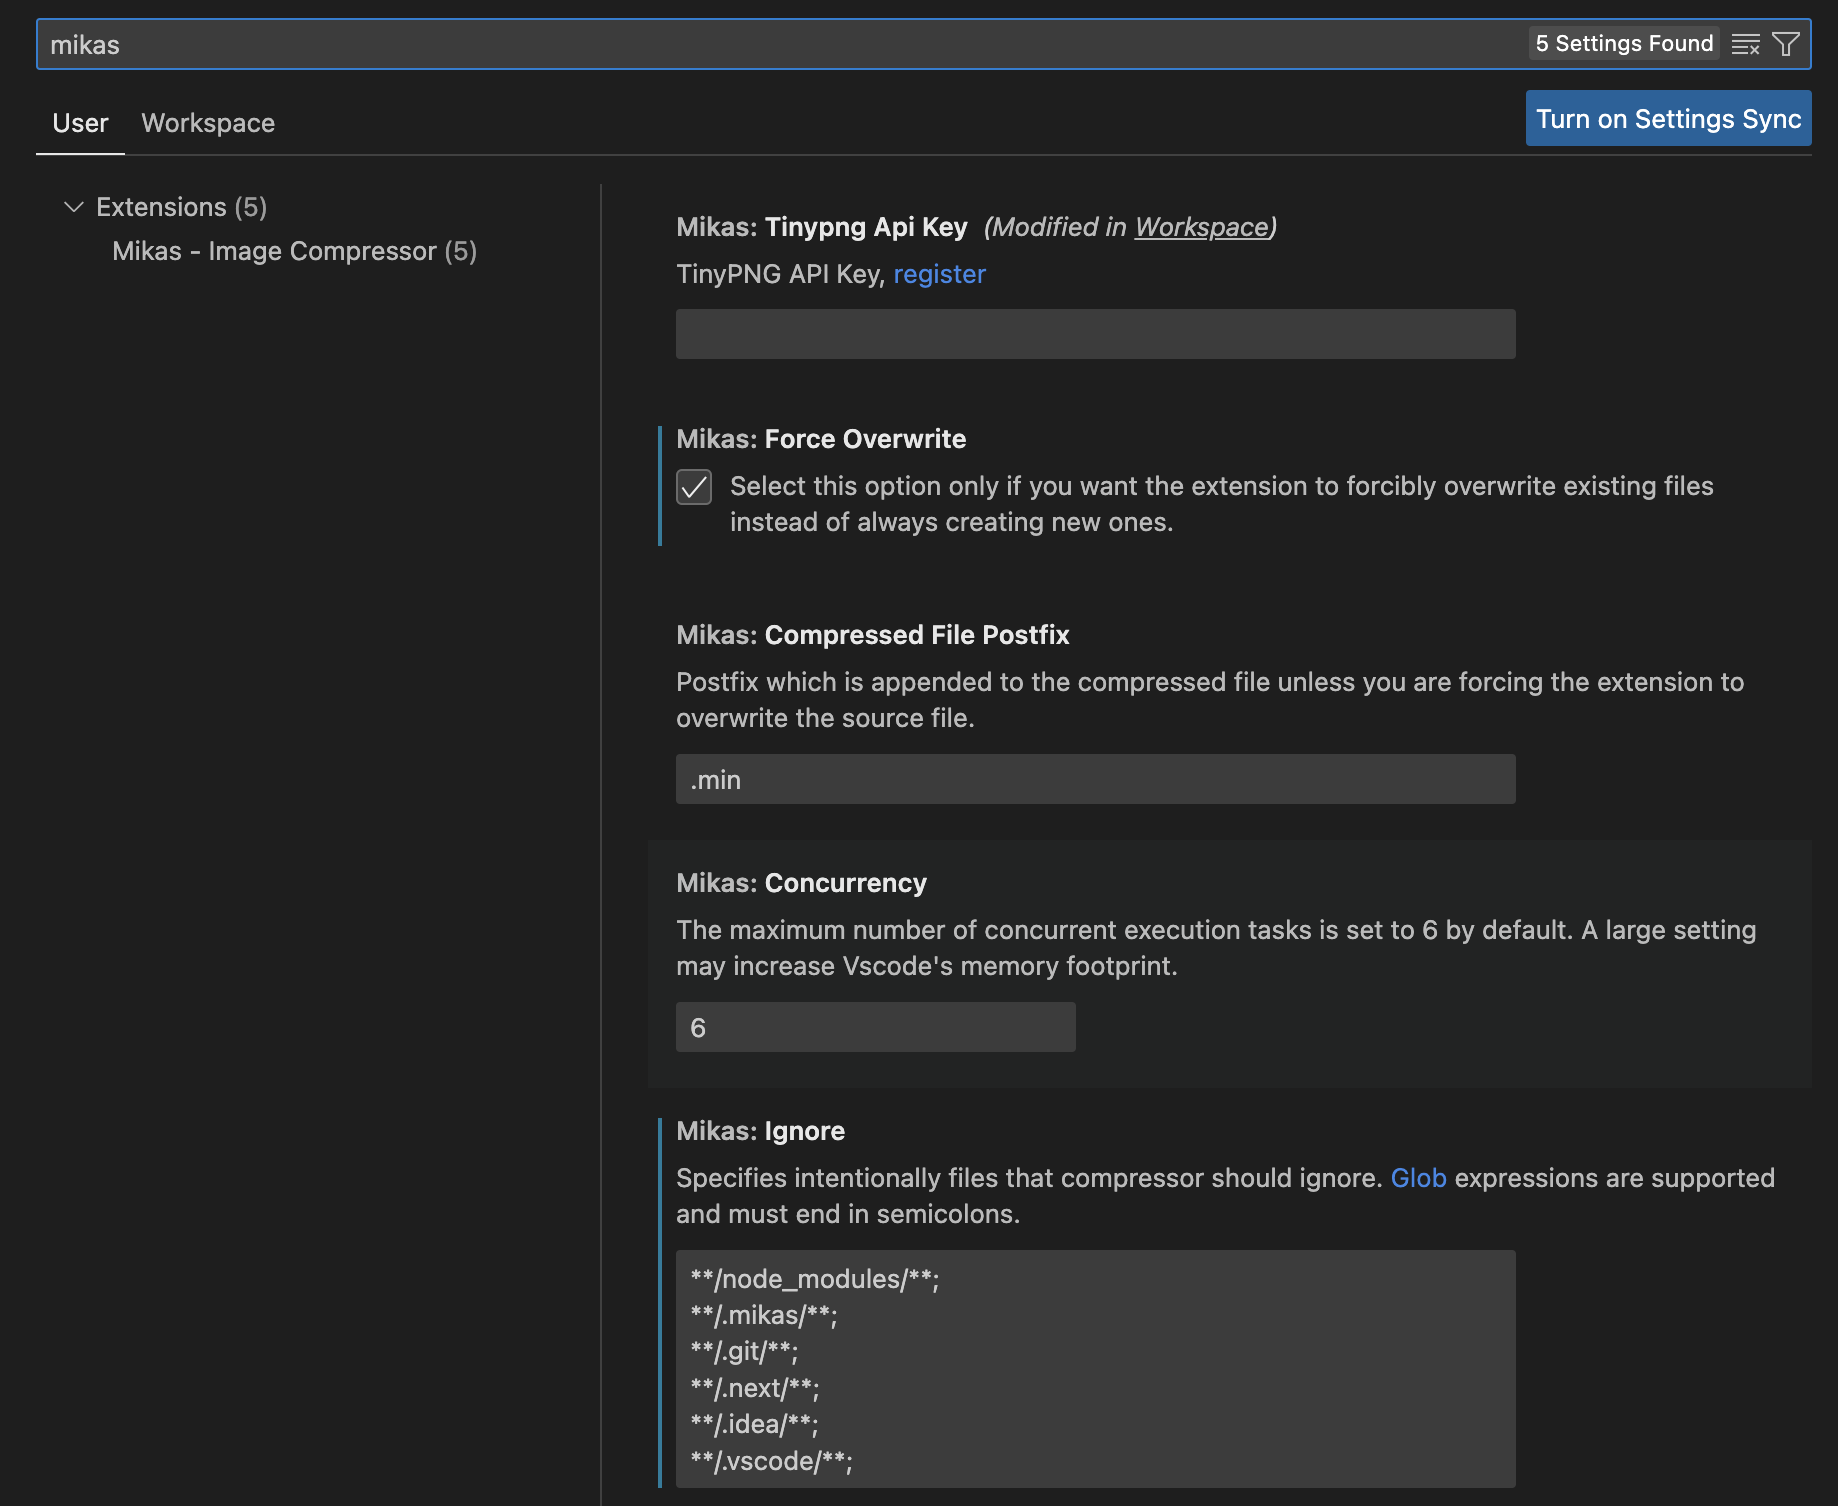 mikas
5 Settings Found
User
Workspace
Turn on Settings Sync
Extensions (5)
Mikas - Image Compressor (5)
Mikas: Tinypng Api Key (Modified in Workspace)
TinyPNG API Key, register
Mikas: Force Overwrite
Select this option only if you want the extension to forcibly overwrite existing files
instead of always creating new ones.
Mikas: Compressed File Postfix
Postfix which is appended to the compressed file unless you are forcing the extension to
overwrite the source file.
.min
Mikas: Concurrency
The maximum number of concurrent execution tasks is set to 6 by default. A large setting
may increase Vscode's memory footprint.
6
Mikas: Ignore
Specifies intentionally files that compressor should ignore. Glob expressions are supported
and must end in semicolons.
**/node_modules/**;
**/.mikas/**;
**/.git/**;
**/.next/**;
**/.idea/**;
**/.vscode/**;